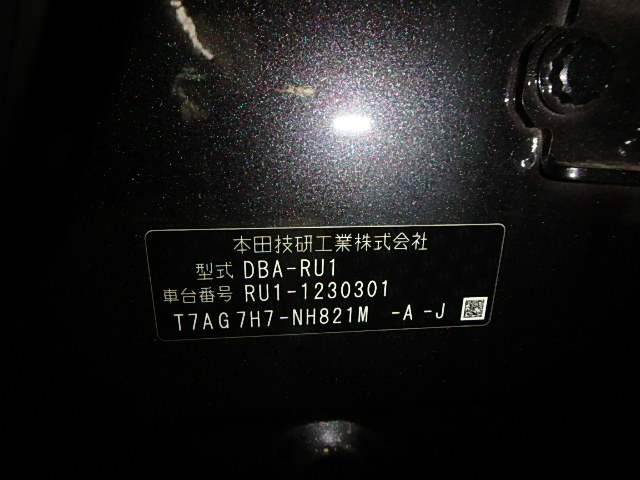 本田技研工業株式会社
型式 DBA-RU1
車台番号 RU1-1230301
T7AG7H7-NH821M -A-J